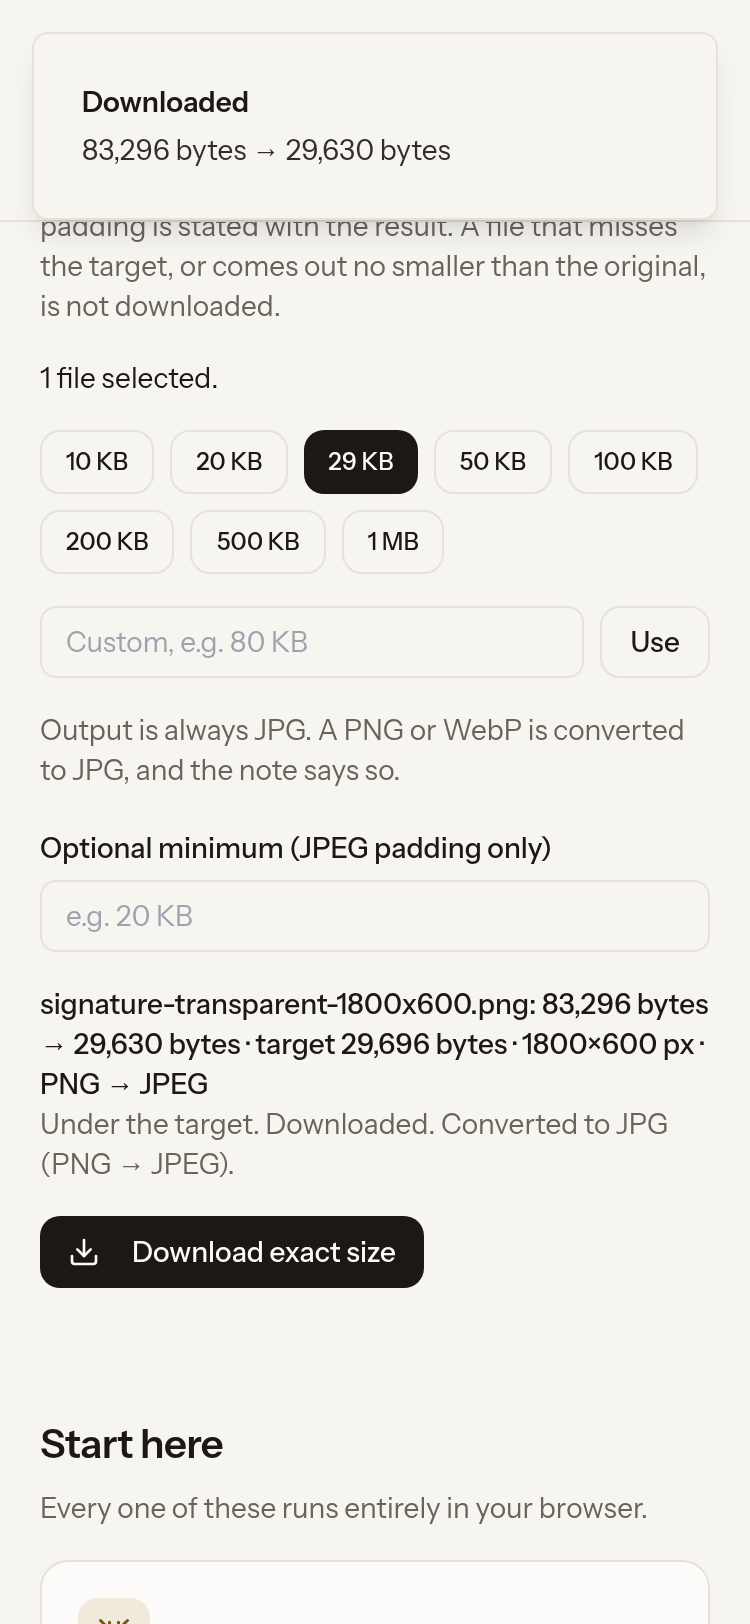 Downloaded
83,296 bytes → 29,630 bytes
padding is stated with the result. A file that misses
the target, or comes out no smaller than the original,
is not downloaded.
1 file selected.
10 KB
20 KB
29 KB
50 KB
100 KB
200 KB
500 KB
1 MB
Custom, e.g. 80 KB
Use
Output is always JPG. A PNG or WebP is converted
to JPG, and the note says so.
Optional minimum (JPEG padding only)
e.g. 20 KB
signature-transparent-1800x600.png: 83,296 bytes
→ 29,630 bytes · target 29,696 bytes · 1800×600 px ·
PNG → JPEG
Under the target. Downloaded. Converted to JPG
(PNG → JPEG).
Download exact size
Start here
Every one of these runs entirely in your browser.